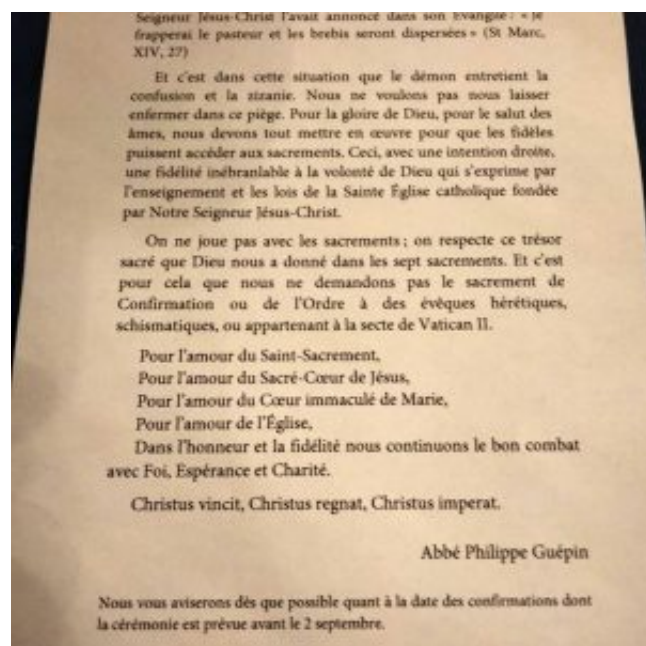 Seigneur Jésus-Christ l'avait annoncé dans son Évangile : « Je
frapperai le pasteur et les brebis seront dispersées » (St Marc,
XIV, 27)
Et c'est dans cette situation que le démon entretient la
confusion et la zizanie. Nous ne voulons pas nous laisser
enfermer dans ce piège. Pour la gloire de Dieu, pour le salut des
âmes, nous devons tout mettre en œuvre pour que les fidèles
puissent accéder aux sacrements. Ceci, avec une intention droite,
une fidélité inébranlable à la volonté de Dieu qui s'exprime par
l'enseignement et les lois de la Sainte Église catholique fondée
par Notre Seigneur Jésus-Christ.
On ne joue pas avec les sacrements ; on respecte ce trésor
sacré que Dieu nous a donné dans les sept sacrements. Et c'est
pour cela que nous ne demandons pas le sacrement de
Confirmation ou de l'Ordre à des évêques hérétiques,
schismatiques, ou appartenant à la secte de Vatican II.
Pour l'amour du Saint-Sacrement,
Pour l'amour du Sacré-Cœur de Jésus,
Pour l'amour du Cœur immaculé de Marie,
Pour l'amour de l'Église,
Dans l'honneur et la fidélité nous continuons le bon combat
avec Foi, Espérance et Charité.
Christus vincit, Christus regnat, Christus imperat.
Abbé Philippe Guépin
Nous vous aviserons dès que possible quant à la date des confirmations dont
la cérémonie est prévue avant le 2 septembre.